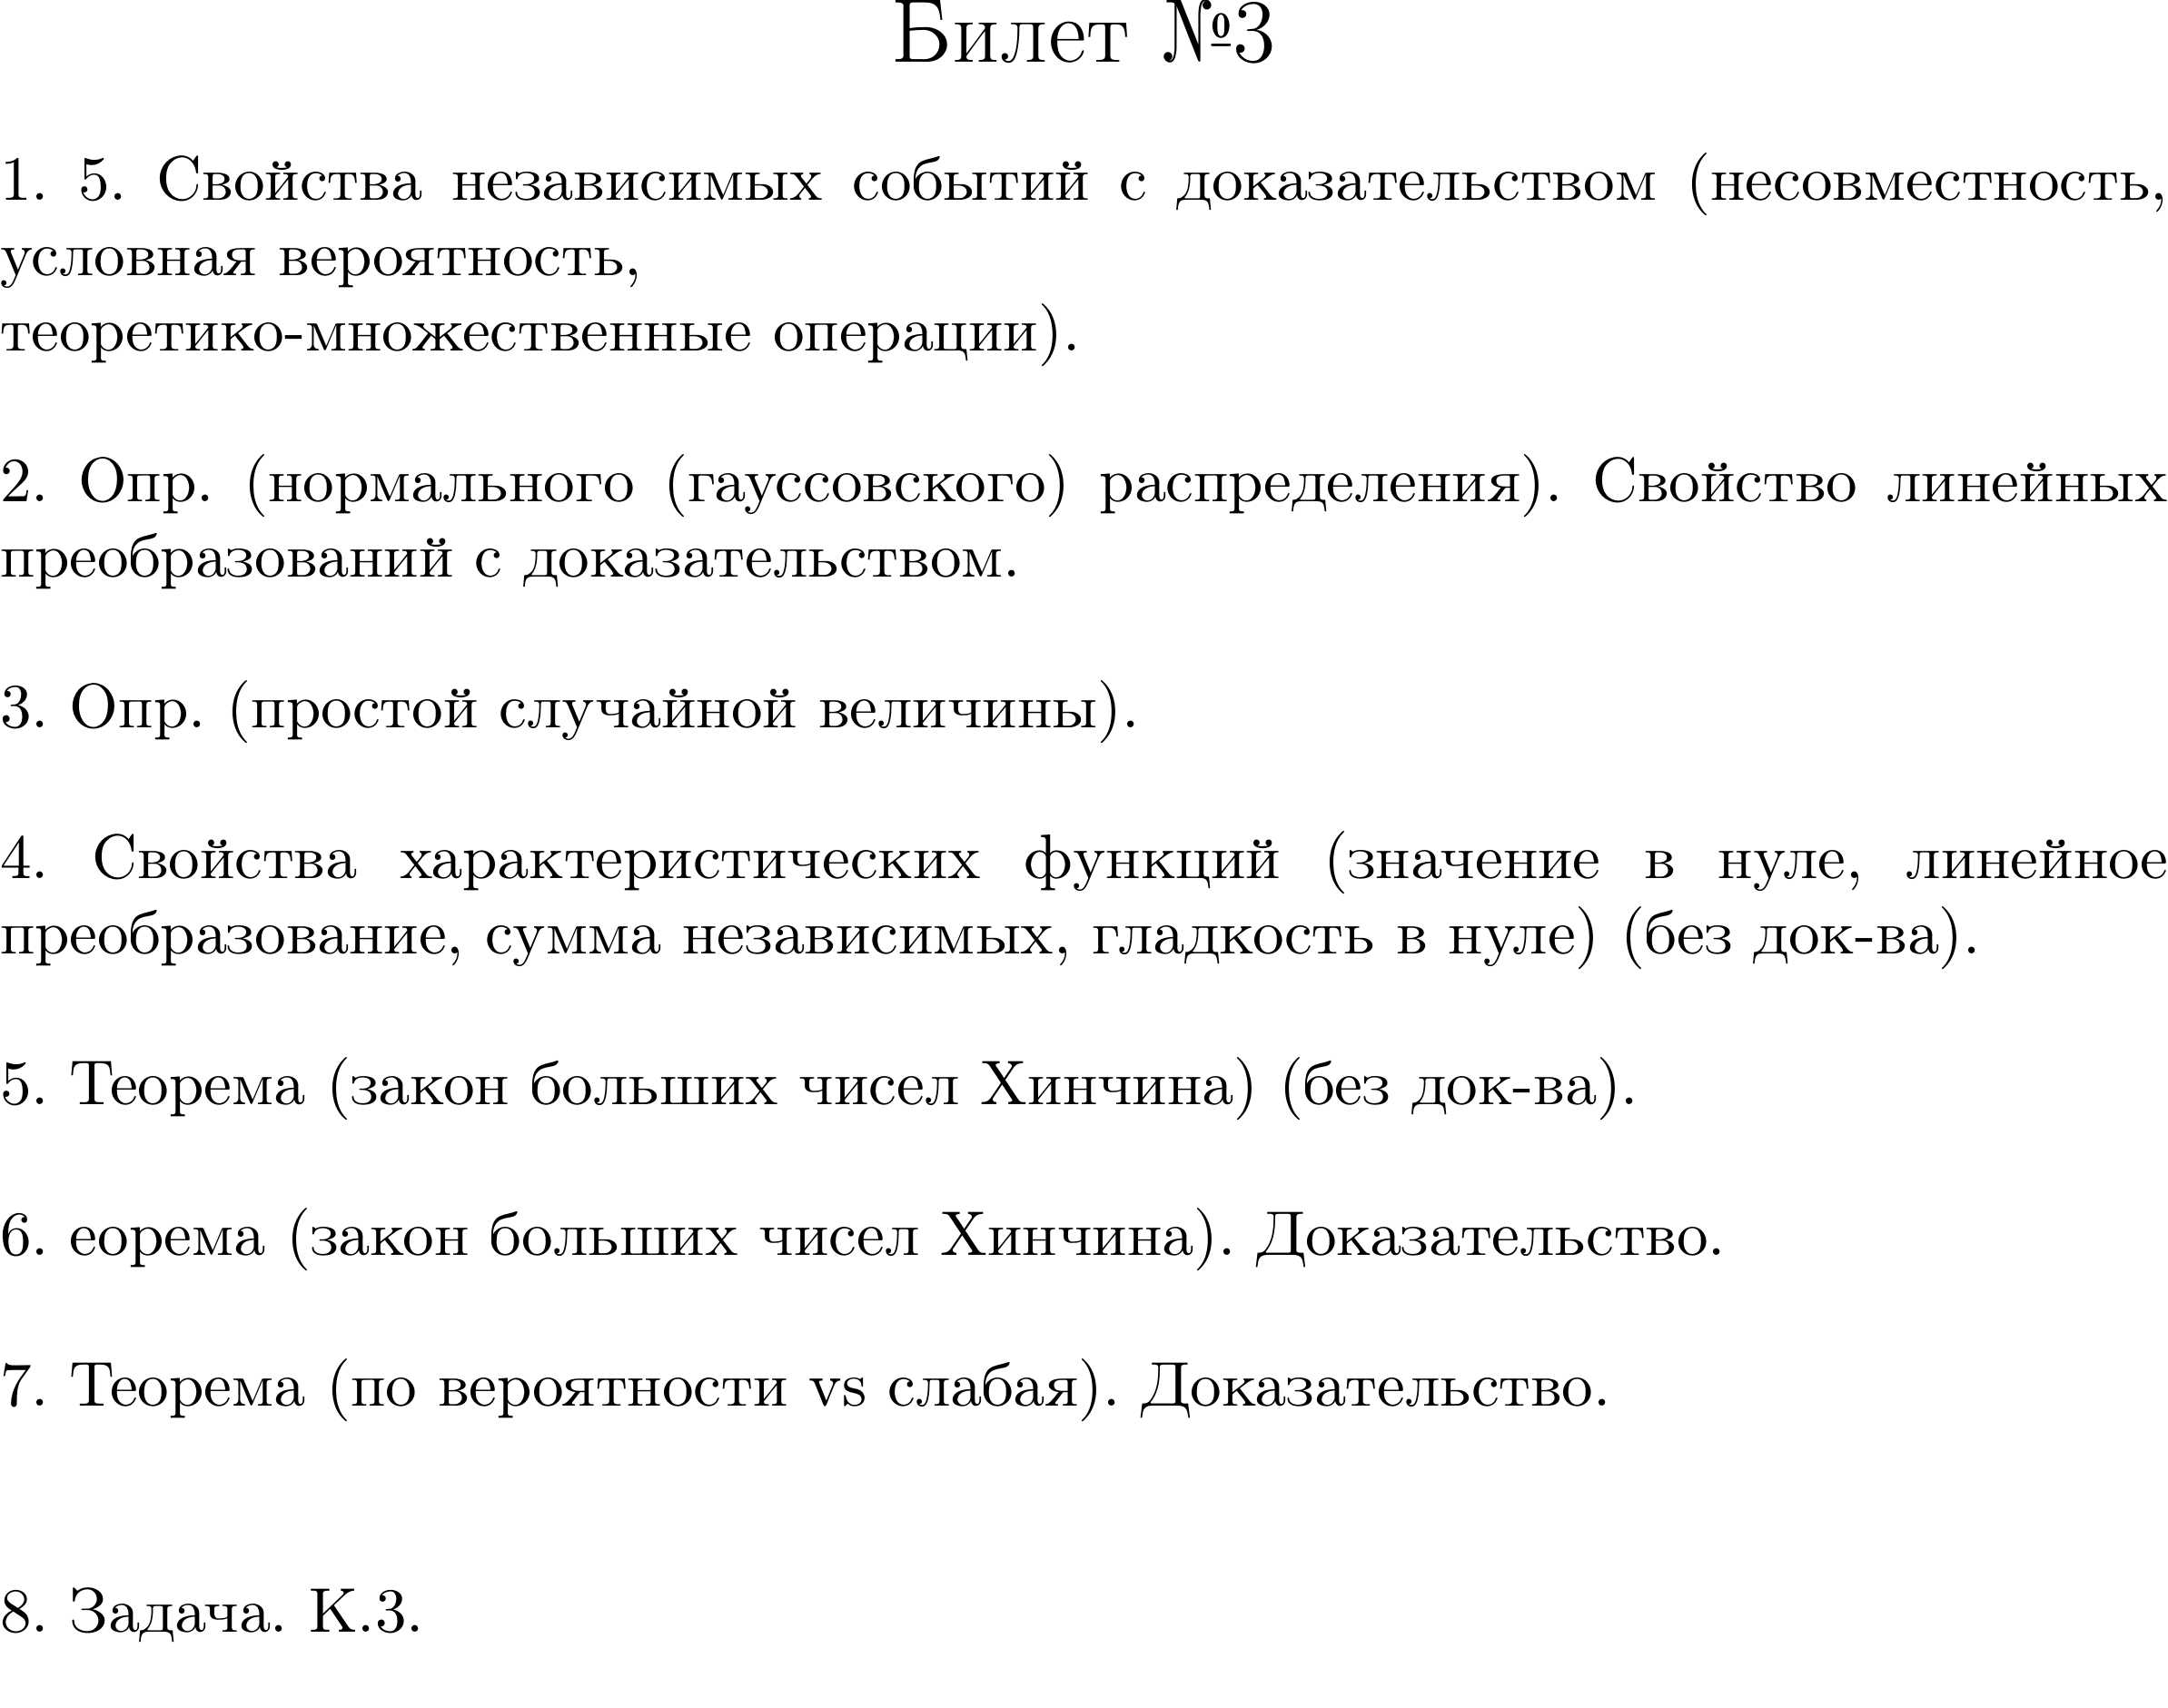 Билет №3
1. 5. Свойства независимых событий с доказательством (несовместность,
условная вероятность,
теоретико-множественные операции).
2. Опр. (нормального (гауссовского) распределения). Свойство линейных
преобразований с доказательством.
3. Опр. (простой случайной величины).
4. Свойства характеристических функций (значение в нуле, линейное
преобразование, сумма независимых, гладкость в нуле) (без док-ва).
5. Теорема (закон больших чисел Хинчина) (без док-ва).
6. еорема (закон больших чисел Хинчина). Доказательство.
7. Теорема (по вероятности vs слабая). Доказательство.
8. Задача. К.3.